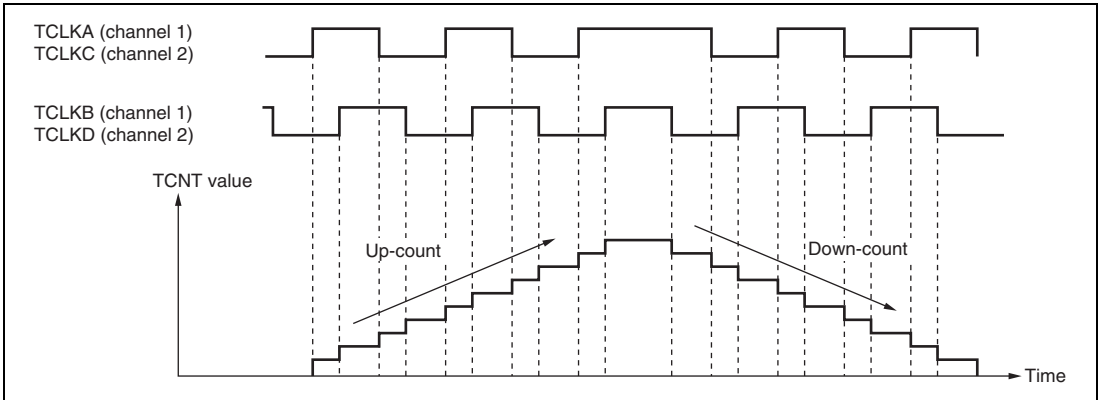 TCLKA (channel 1)
TCLKC (channel 2)
TCLKB (channel 1)
TCLKD (channel 2)
TCNT value
Up-count
Down-count
Time